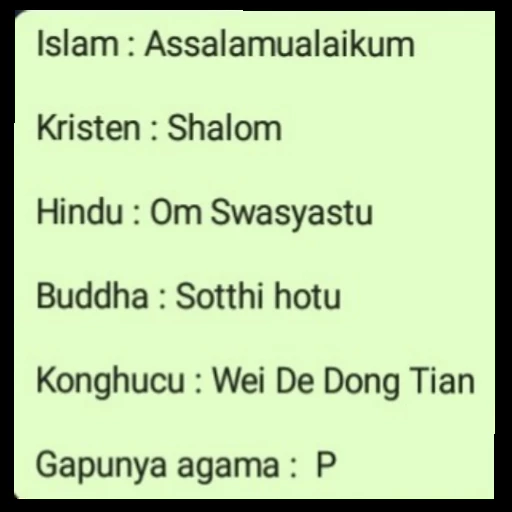 Islam : Assalamualaikum
Kristen : Shalom
Hindu : Om Swasyastu
Buddha : Sotthi hotu
Konghucu : Wei De Dong Tian
Gapunya agama :  P